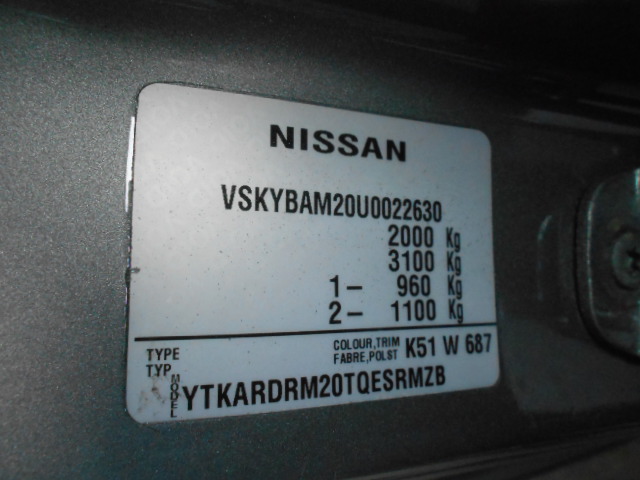 NISSAN
VSKYBAM20U0022630
2000 Kg
3100 Kg
1- 960 Kg
2- 1100 Kg
TYPE COLOUR,TRIM K51 W 687
TYP FABRE,POLST
MODEL YTKARDRM20TQESRMZB